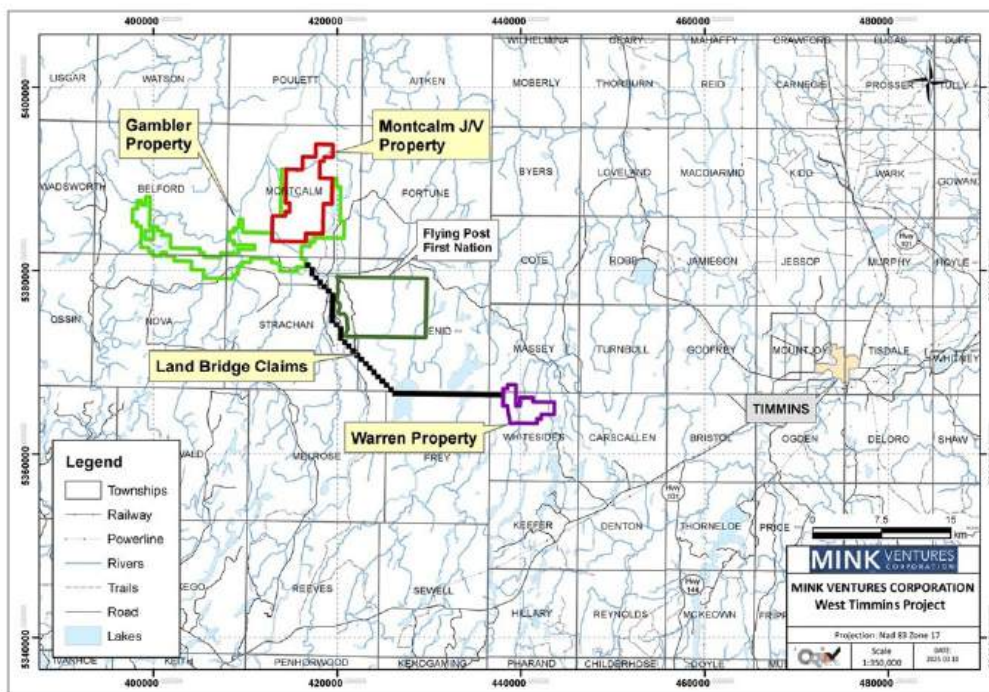 400000
420000
440000
460000
480000
WILHELMINA
GEARY
MAHAFFY
CRAWFORD
LUCAS
DUFF
LISGAR
WATSON
POULETT
AITKEN
MOBERLY
THORBURN
REID
CARNEGIE
PROSSER
TULLY
5400000
Gambler
Property
Montcalm J/V
Property
WADSWORTH
BELFORD
MONTCALM
FORTUNE
BYERS
LOVELAND
MACDIARMID
KIDD
WARK
GOWAN
Flying Post
First Nation
5380000
COTE
ROBB
JAMIESON
JESSOP
MURPHY
HOYLE
OSSIN
NOVA
STRACHAN
ENID
MASSEY
TURNBULL
GODFREY
MOUNTJOY
TISDALE
WHITNEY
Land Bridge Claims
TIMMINS
Warren Property
WHITESIDES
CARSCALLEN
BRISTOL
OGDEN
DELORO
SHAW
5360000
MELROSE
FREY
Legend
Townships
Railway
Powerline
Rivers
Trails
Road
Lakes
Hwy
101
KEEFER
DENTON
THORNELOE
PRICE
0
7.5
15
km
REEVES
SEWELL
Hwy
144
HILLARY
REYNOLDS
MCKEOWN
MINK VENTURES
CORPORATION
MINK VENTURES CORPORATION
West Timmins Project
Projection: Nad 83 Zone 17
Scale
1:350,000
DATE:
5340000
IVANHOE
KEITH
PENHORWOOD
KENOGAMING
PHARAND
CHILDERHOSE
DOYLE
400000
420000
440000
460000
480000